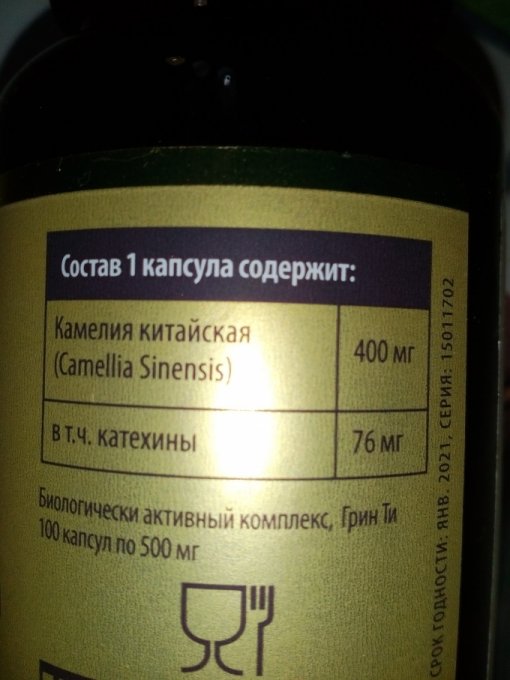 Состав 1 капсула содержит:
Камелия китайская
(Camellia Sinensis)
400 мг
в т.ч. катехины
76 мг
Биологически активный комплекс, Грин Ти
100 капсул по 500 мг
СРОК ГОДНОСТИ: ЯНВ. 2021, СЕРИЯ: 15011702